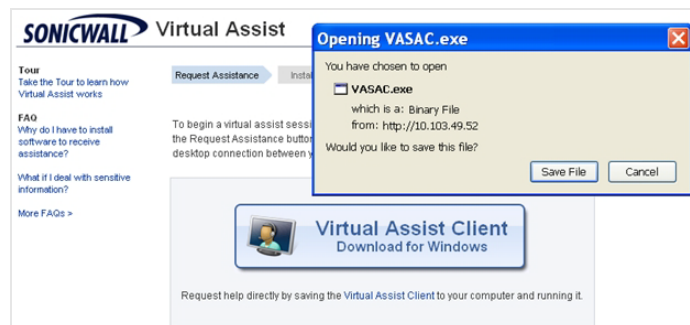 SONICWALL
Virtual Assist
Tour
Take the Tour to learn how
Virtual Assist works
FAQ
Why do I have to install
software to receive
assistance?
What if I deal with sensitive
information?
More FAQs >
Request Assistance
Instal
To begin a virtual assist sessi
the Request Assistance butto
desktop connection between y
Opening VASAC.exe
You have chosen to open
VASAC.exe
which is a: Binary File
from: http://10.103.49.52
Would you like to save this file?
Save File
Cancel
Virtual Assist Client
Download for Windows
Request help directly by saving the Virtual Assist Client to your computer and running it.